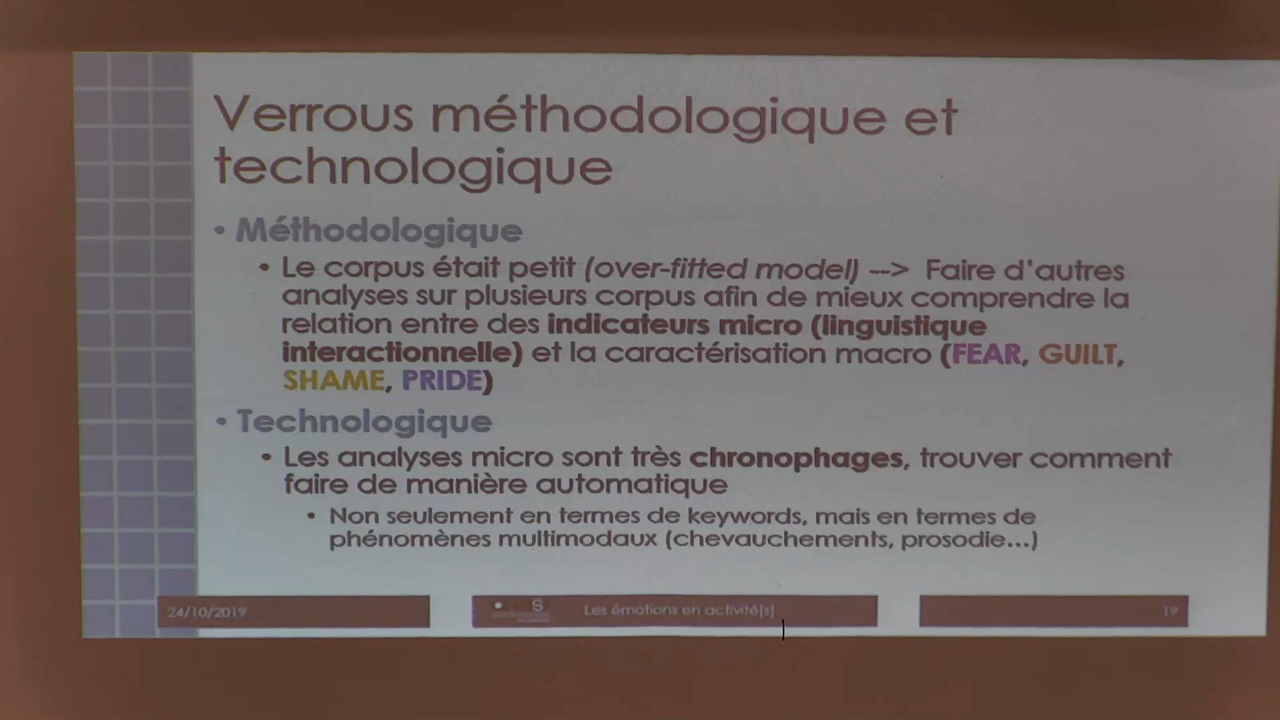 Verrous méthodologique et
technologique
• Méthodologique
• Le corpus était petit (over-fitted model) --> Faire d'autres
analyses sur plusieurs corpus afin de mieux comprendre la
relation entre des indicateurs micro (linguistique
interactionnelle) et la caractérisation macro (FEAR, GUILT,
SHAME, PRIDE)
• Technologique
• Les analyses micro sont très chronophages, trouver comment
faire de manière automatique
• Non seulement en termes de keywords, mais en termes de
phénomènes multimodaux (chevauchements, prosodie...)
24/10/2019
Les émotions en activité(s)
19